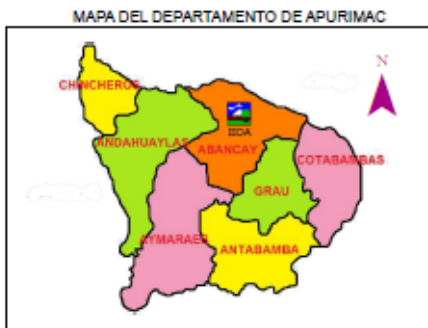 MAPA DEL DEPARTAMENTO DE APURIMAC
N
CHINCHEROS
ANDAHUAYLAS
IIDA
ABANCAY
COTABAMBAS
GRAU
AYMARAES
ANTABAMBA